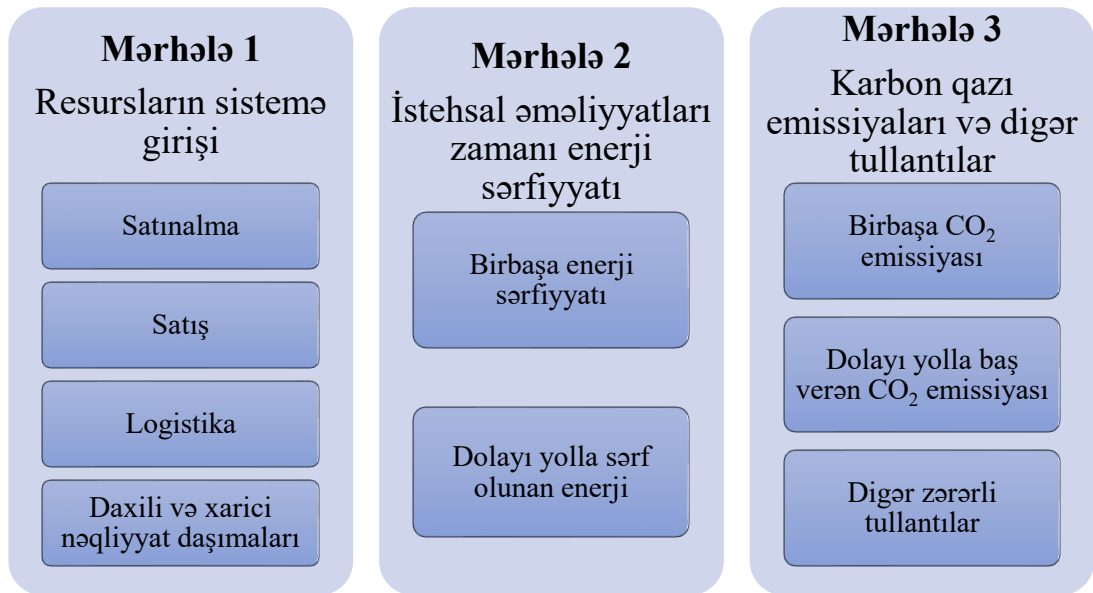 Mərhələ 1
Resursların sistemə
girişi
Satınalma
Satış
Logistika
Daxili və xarici
nəqliyyat daşımaları
Mərhələ 2
İstehsal əməliyyatları
zamanı enerji
sərfiyyatı
Birbaşa enerji
sərfiyyatı
Dolayı yolla sərf
olunan enerji
Mərhələ 3
Karbon qazı
emissiyaları və digər
tullantılar
Birbaşa CO₂
emissiyası
Dolayı yolla baş
verən CO₂ emissiyası
Digər zərərli
tullantılar